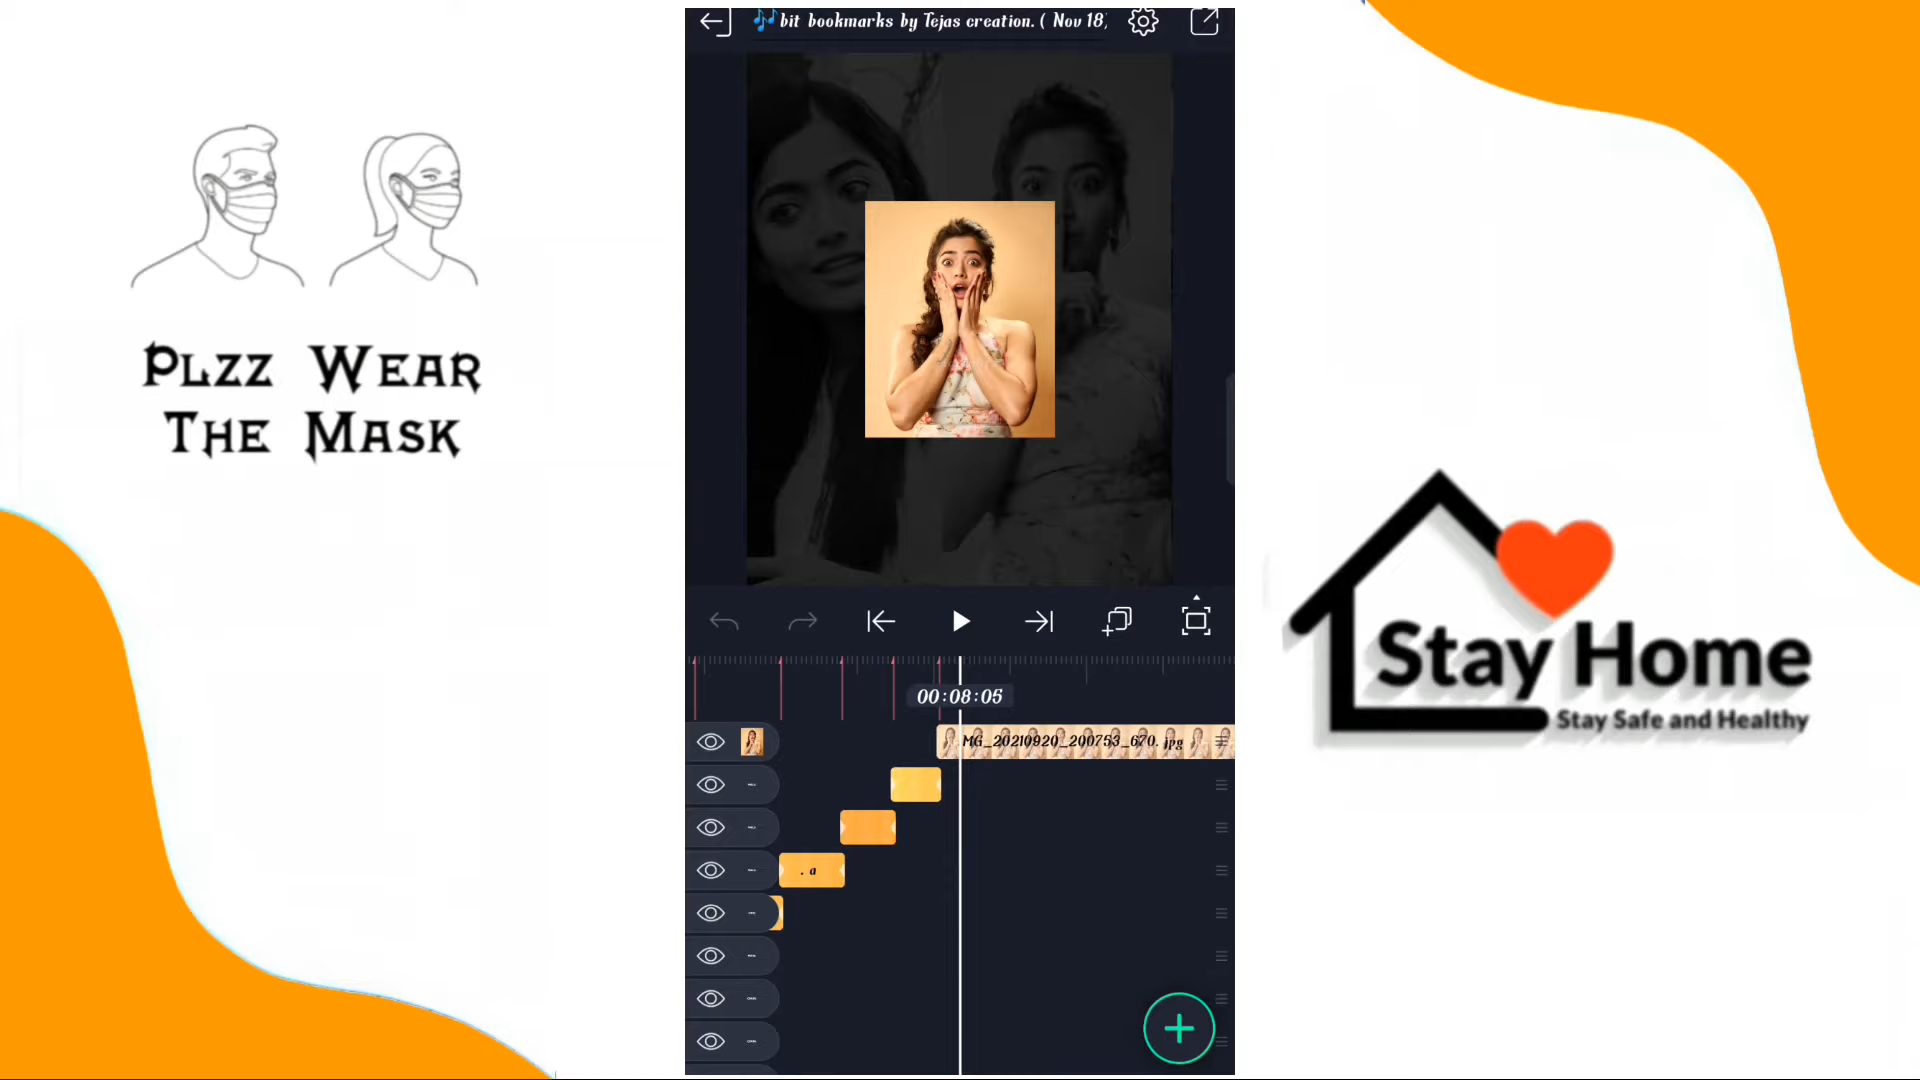 bit bookmarks by Tejas creation. ( Nov 18)
PLZZ WEAR
THE MASK
00:08:05
MG_20210920_200753_670. jpg
. a
Stay Home
Stay Safe and Healthy